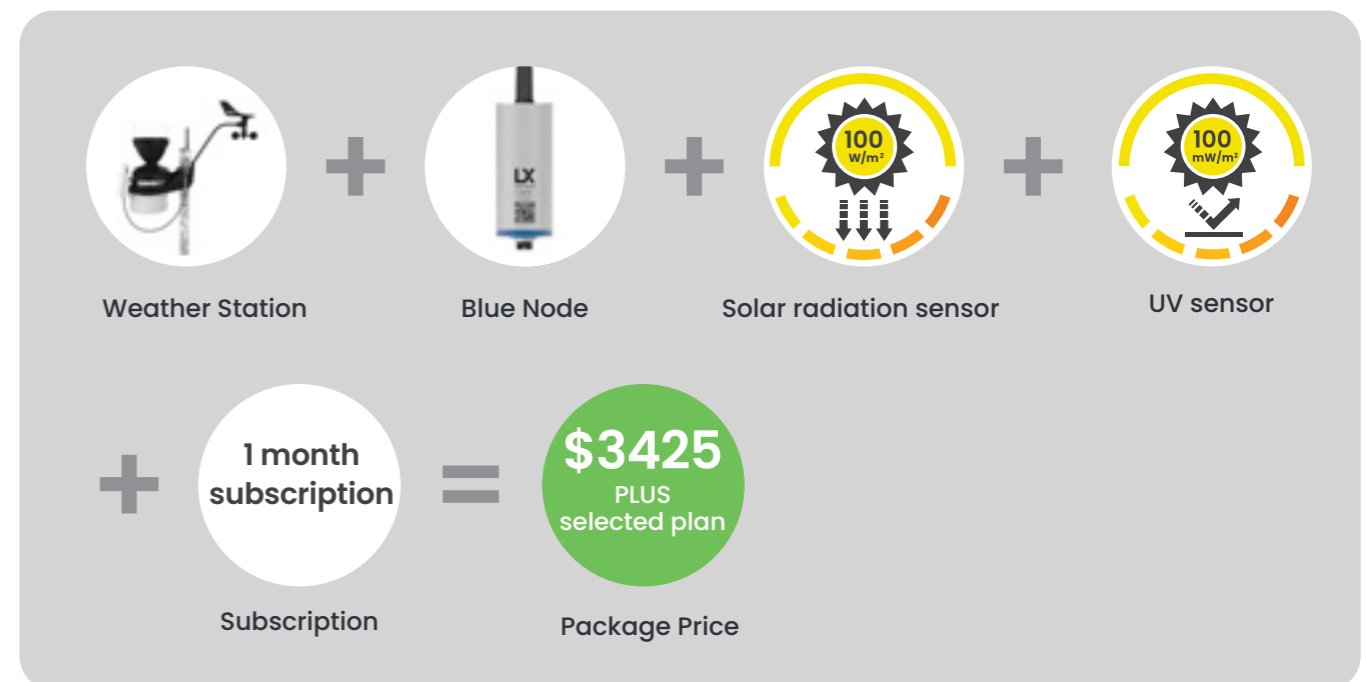 100
W/m²
100
mW/m²
LX
Weather Station
Blue Node
Solar radiation sensor
UV sensor
1 month
subscription
$3425
PLUS
selected plan
Subscription
Package Price